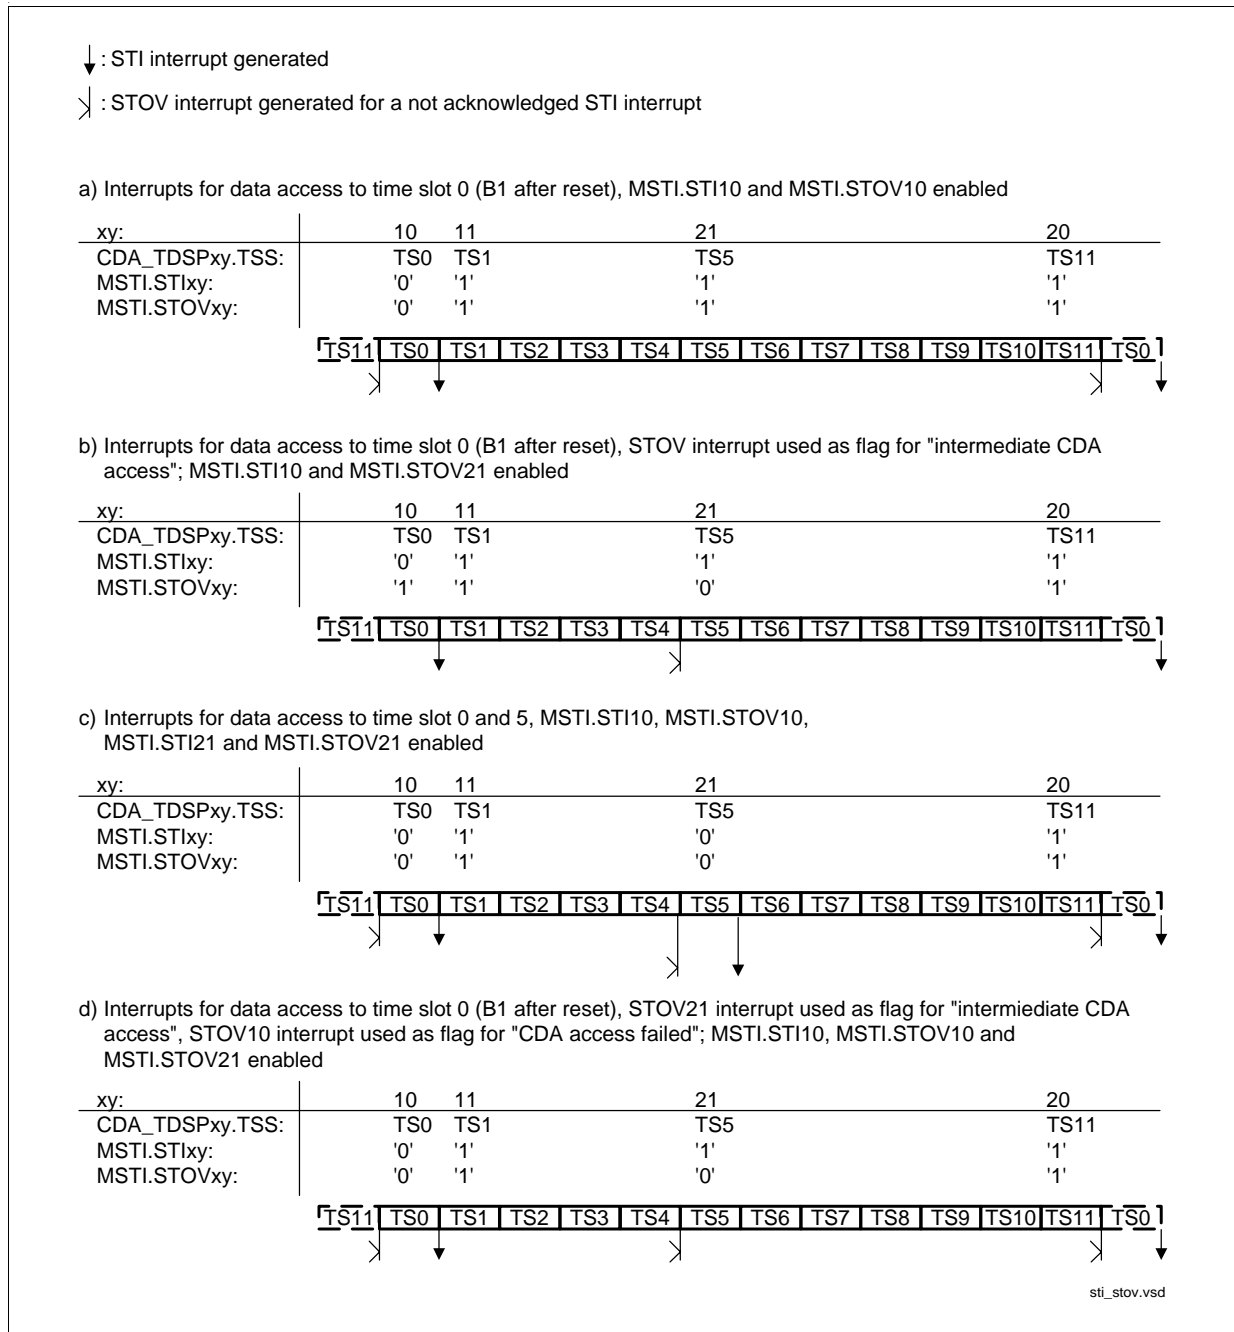 : STI interrupt generated
: STOV interrupt generated for a not acknowledged STI interrupt
a) Interrupts for data access to time slot 0 (B1 after reset), MSTI.STI10 and MSTI.STOV10 enabled
xy: 10 11 21 20
CDA_TDSPxy.TSS: TS0 TS1 TS5 TS11
MSTI.STIxy: '0' '1' '1' '1'
MSTI.STOVxy: '0' '1' '1' '1'
TS11 TS0 TS1 TS2 TS3 TS4 TS5 TS6 TS7 TS8 TS9 TS10 TS11 TS0
b) Interrupts for data access to time slot 0 (B1 after reset), STOV interrupt used as flag for "intermediate CDA
access"; MSTI.STI10 and MSTI.STOV21 enabled
xy: 10 11 21 20
CDA_TDSPxy.TSS: TS0 TS1 TS5 TS11
MSTI.STIxy: '0' '1' '1' '1'
MSTI.STOVxy: '1' '1' '0' '1'
TS11 TS0 TS1 TS2 TS3 TS4 TS5 TS6 TS7 TS8 TS9 TS10 TS11 TS0
c) Interrupts for data access to time slot 0 and 5, MSTI.STI10, MSTI.STOV10,
MSTI.STI21 and MSTI.STOV21 enabled
xy: 10 11 21 20
CDA_TDSPxy.TSS: TS0 TS1 TS5 TS11
MSTI.STIxy: '0' '1' '0' '1'
MSTI.STOVxy: '0' '1' '0' '1'
TS11 TS0 TS1 TS2 TS3 TS4 TS5 TS6 TS7 TS8 TS9 TS10 TS11 TS0
d) Interrupts for data access to time slot 0 (B1 after reset), STOV21 interrupt used as flag for "intermiediate CDA
access", STOV10 interrupt used as flag for "CDA access failed"; MSTI.STI10, MSTI.STOV10 and
MSTI.STOV21 enabled
xy: 10 11 21 20
CDA_TDSPxy.TSS: TS0 TS1 TS5 TS11
MSTI.STIxy: '0' '1' '1' '1'
MSTI.STOVxy: '0' '1' '0' '1'
TS11 TS0 TS1 TS2 TS3 TS4 TS5 TS6 TS7 TS8 TS9 TS10 TS11 TS0
sti_stov.vsd